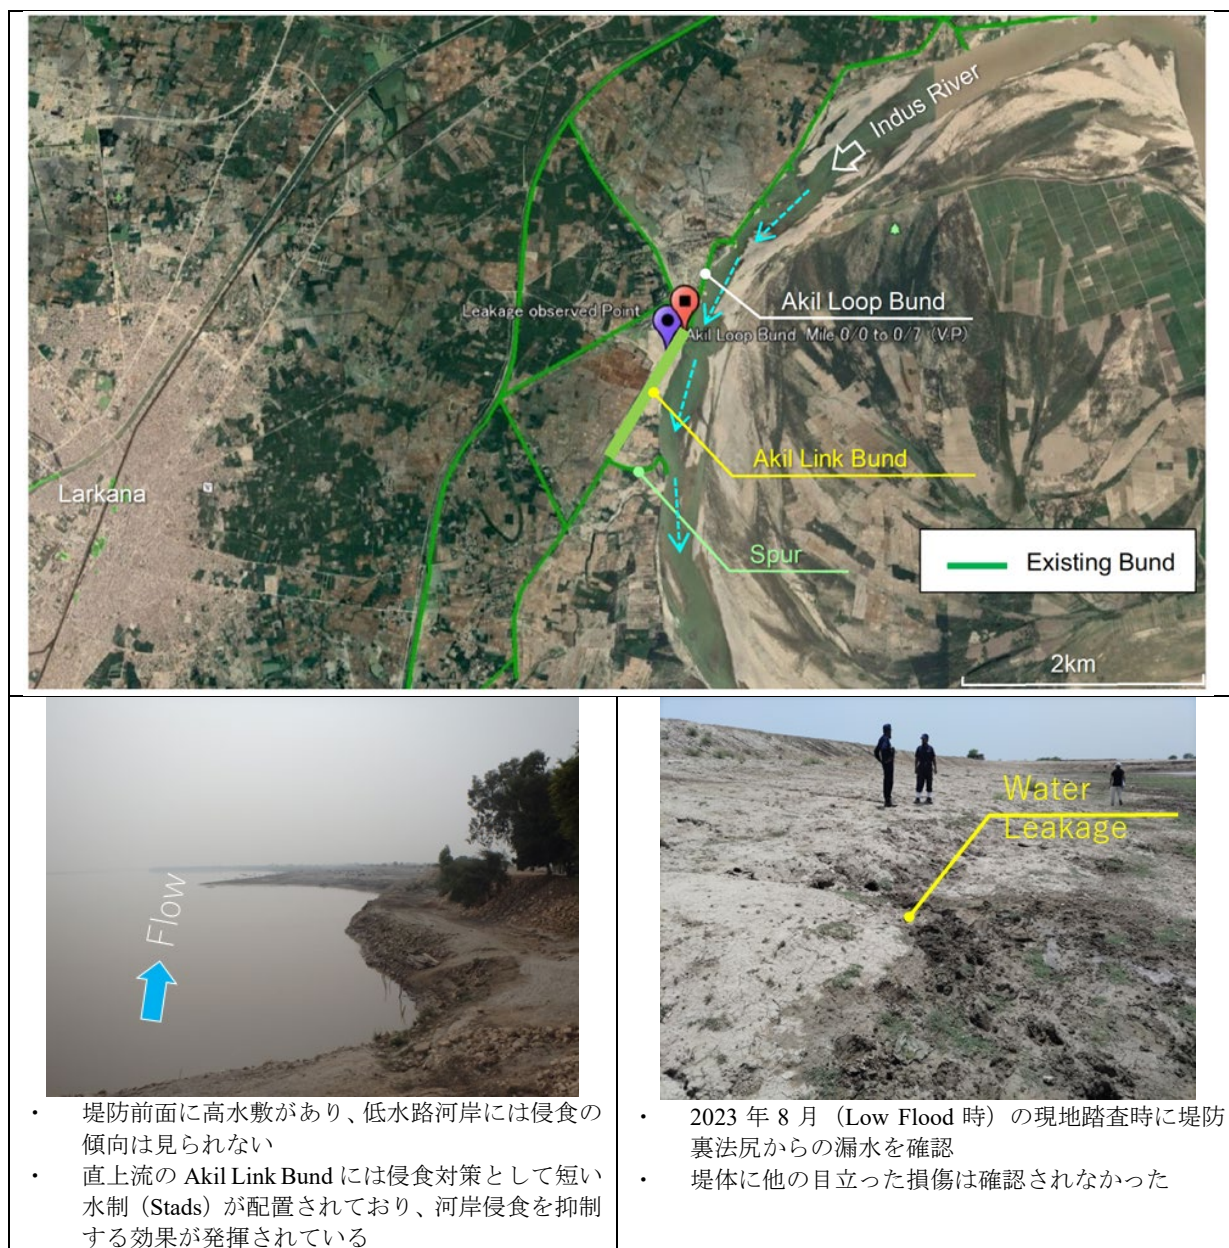 Indus River
Akil Loop Bund
Leakage observed Point
Akil Loop Bund Mile 0/0 to 0/7 (V.P)
Akil Link Bund
Larkana
Spur
Existing Bund
2km
Flow
Water
Leakage
・ 堤防前面に高水敷があり、低水路河岸には侵食の
傾向は見られない
・ 直上流の Akil Link Bund には侵食対策として短い
水制（Stads）が配置されており、河岸侵食を抑制
する効果が発揮されている
・ 2023 年 8 月（Low Flood 時）の現地踏査時に堤防
裏法尻からの漏水を確認
・ 堤体に他の目立った損傷は確認されなかった